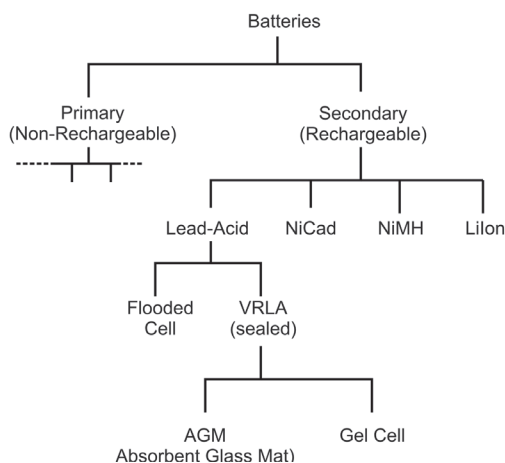 Batteries
Primary
(Non-Rechargeable)
Secondary
(Rechargeable)
Lead-Acid
NiCad
NiMH
LiIon
Flooded
Cell
VRLA
(sealed)
AGM
Absorbent Glass Mat)
Gel Cell